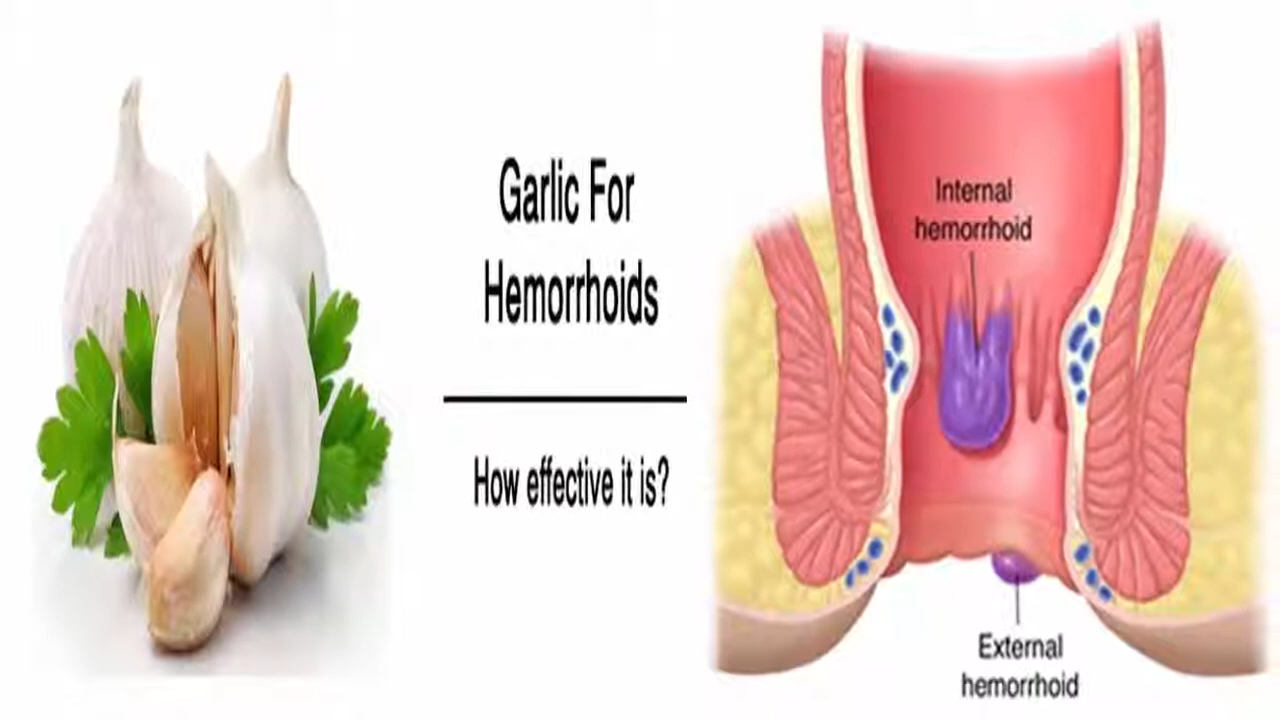 Garlic For
Hemorrhoids
How effective it is?
Internal
hemorrhoid
External
hemorrhoid